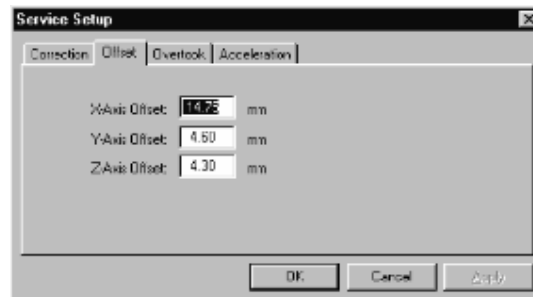 Service Setup
Correction Offset Overtook Acceleration
X-Axis Offset: 14.75 mm
Y-Axis Offset: 4.60 mm
Z-Axis Offset: 4.30 mm
OK Cancel Apply